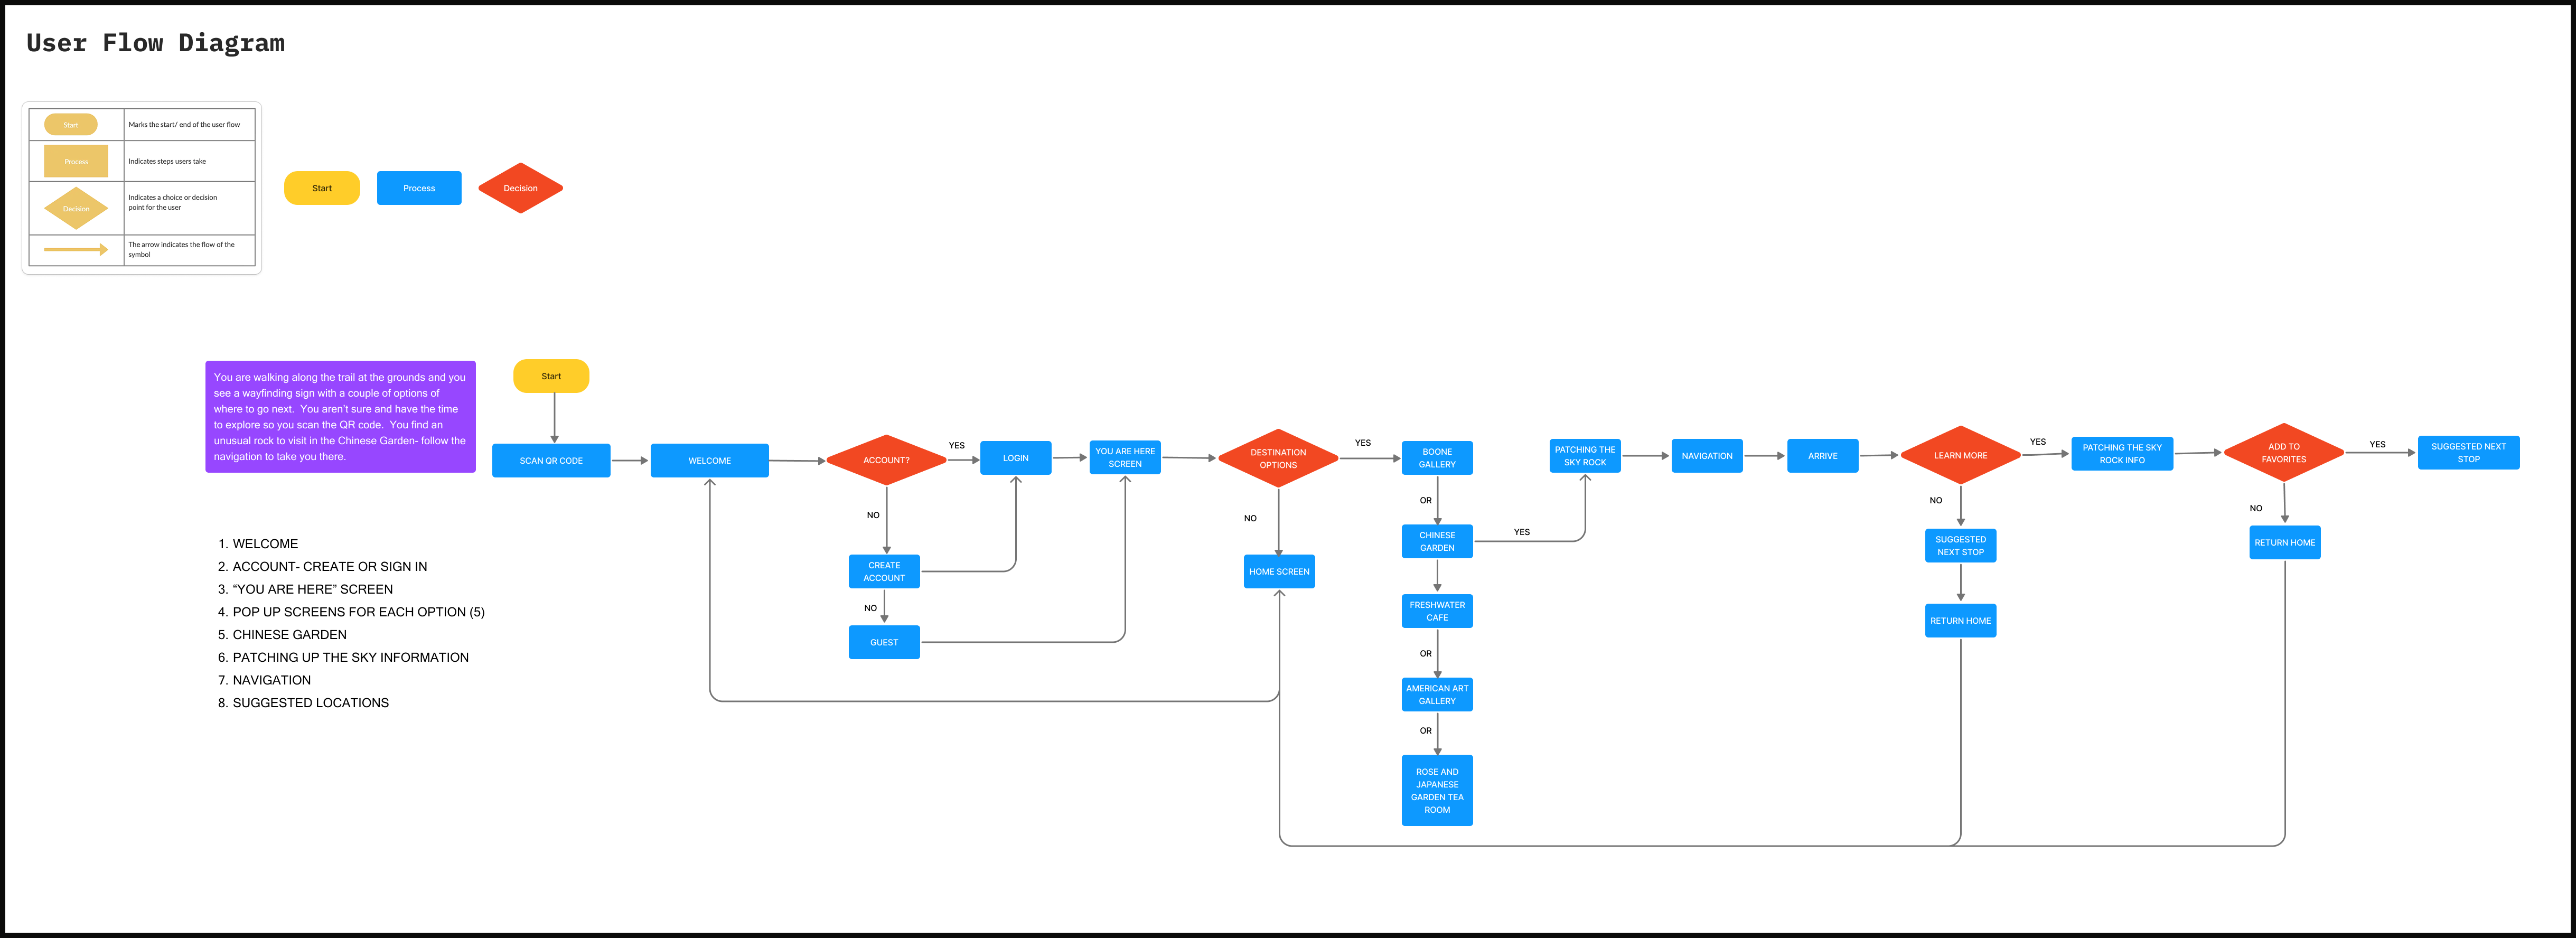 User Flow Diagram
Start
Marks the start/ end of the user flow
Process
Indicates steps users take
Decision
Indicates a choice or decision
point for the user
The arrow indicates the flow of the
symbol
Start
Process
Decision
You are walking along the trail at the grounds and you
see a wayfinding sign with a couple of options of
where to go next.  You aren’t sure and have the time
to explore so you scan the QR code.  You find an
unusual rock to visit in the Chinese Garden- follow the
navigation to take you there.
1. WELCOME
2. ACCOUNT- CREATE OR SIGN IN
3. “YOU ARE HERE” SCREEN
4. POP UP SCREENS FOR EACH OPTION (5)
5. CHINESE GARDEN
6. PATCHING UP THE SKY INFORMATION
7. NAVIGATION
8. SUGGESTED LOCATIONS
Start
SCAN QR CODE
WELCOME
ACCOUNT?
YES
LOGIN
NO
CREATE
ACCOUNT
NO
GUEST
YOU ARE HERE
SCREEN
DESTINATION
OPTIONS
NO
HOME SCREEN
YES
BOONE
GALLERY
OR
CHINESE
GARDEN
FRESHWATER
CAFE
OR
AMERICAN ART
GALLERY
OR
ROSE AND
JAPANESE
GARDEN TEA
ROOM
YES
PATCHING THE
SKY ROCK
NAVIGATION
ARRIVE
LEARN MORE
NO
SUGGESTED
NEXT STOP
RETURN HOME
YES
PATCHING THE SKY
ROCK INFO
ADD TO
FAVORITES
NO
RETURN HOME
YES
SUGGESTED NEXT
STOP